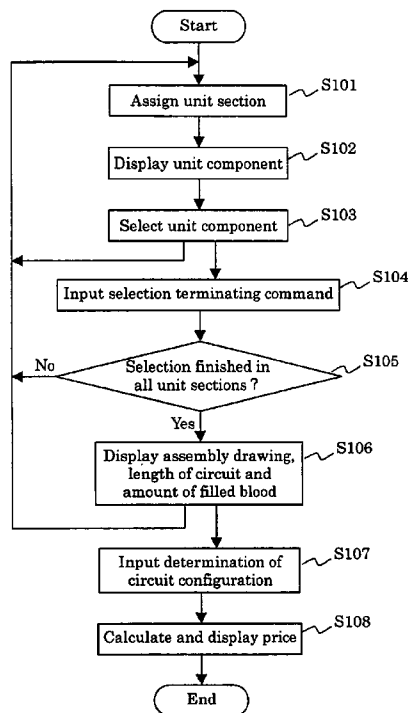 Start
Assign unit section
S101
Display unit component
S102
Select unit component
S103
Input selection terminating command
S104
Selection finished in
all unit sections ?
S105
No
Yes
Display assembly drawing,
length of circuit and
amount of filled blood
S106
Input determination of
circuit configuration
S107
Calculate and display price
S108
End